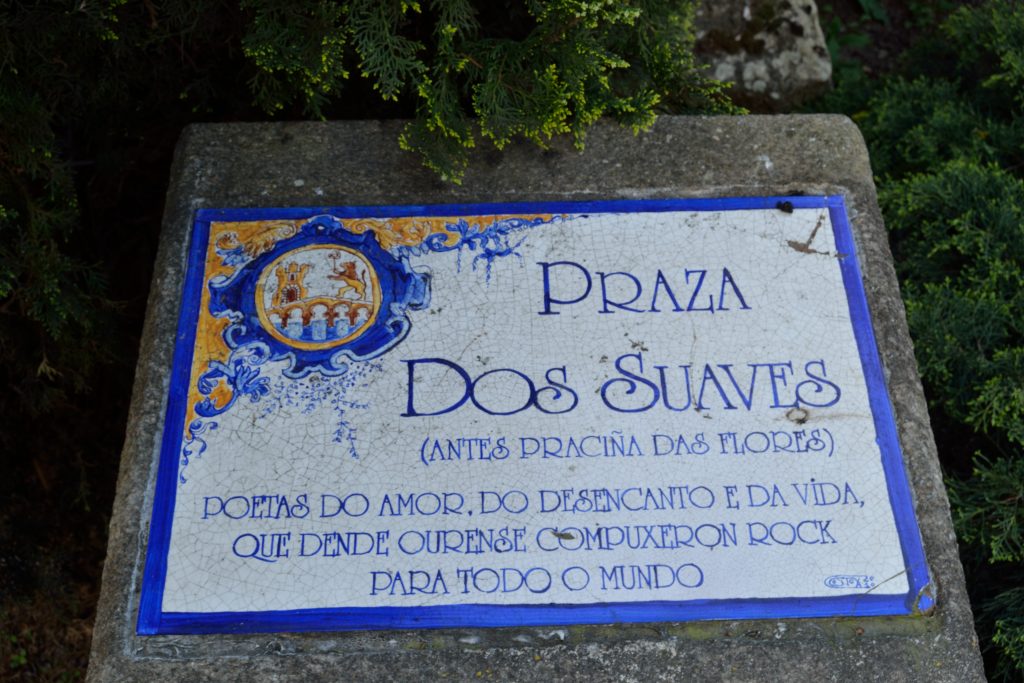 PRAZA
DOS SUAVES
(ANTES PRACIÑA DAS FLORES)
POETAS DO AMOR, DO DESENCANTO E DA VIDA,
QUE DENDE OURENSE COMPUXERON ROCK
PARA TODO O MUNDO